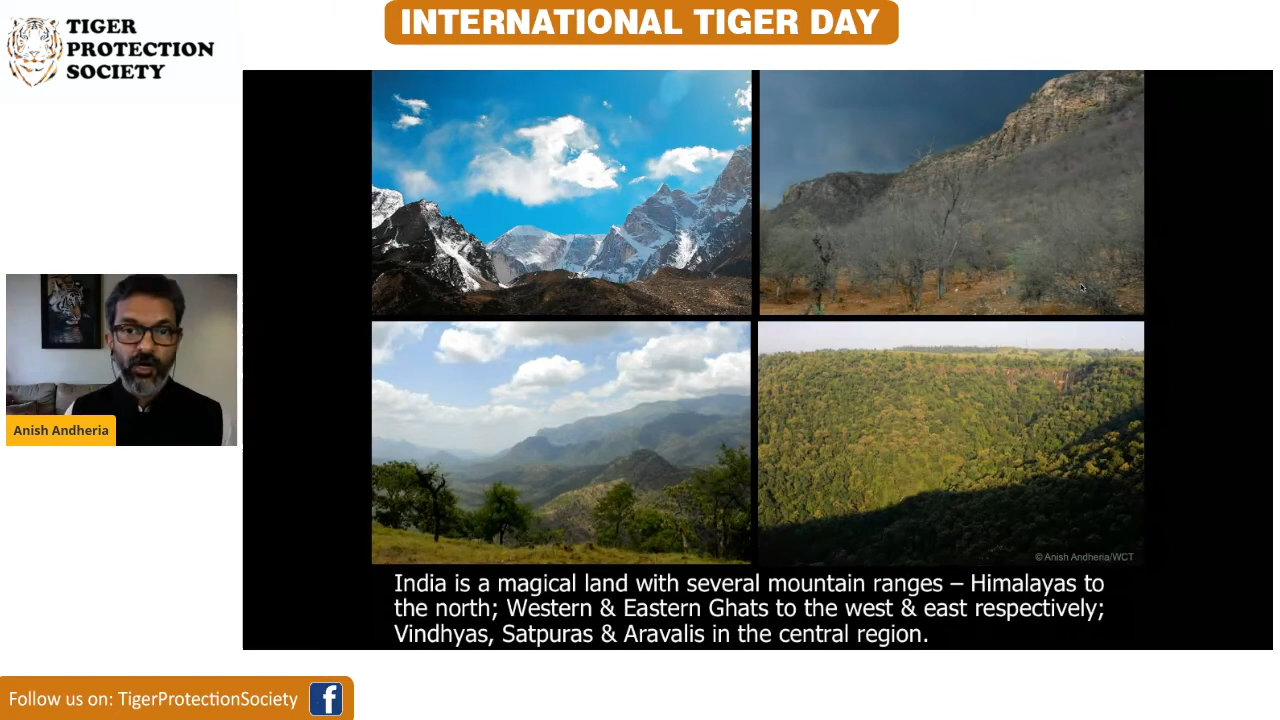 INTERNATIONAL TIGER DAY
TIGER
PROTECTION
SOCIETY
Anish Andheria
© Anish Andheria/WCT
India is a magical land with several mountain ranges – Himalayas to
the north; Western & Eastern Ghats to the west & east respectively;
Vindhyas, Satpuras & Aravalis in the central region.
Follow us on: TigerProtectionSociety